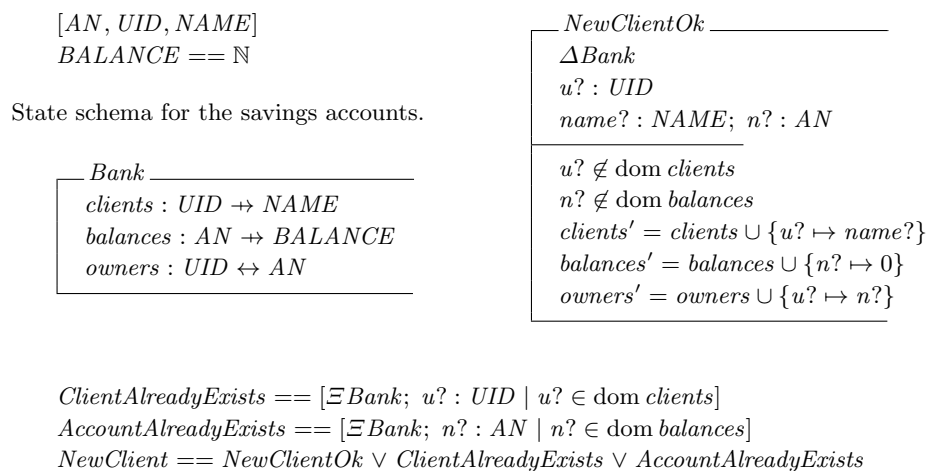 [AN, UID, NAME]
BALANCE == ℕ
State schema for the savings accounts.
Bank
clients : UID ⇸ NAME
balances : AN ⇸ BALANCE
owners : UID ↔ AN
NewClientOk
ΔBank
u? : UID
name? : NAME; n? : AN
u? ∉ dom clients
n? ∉ dom balances
clients′ = clients ∪ {u? ↦ name?}
balances′ = balances ∪ {n? ↦ 0}
owners′ = owners ∪ {u? ↦ n?}
ClientAlreadyExists == [ΞBank; u? : UID | u? ∈ dom clients]
AccountAlreadyExists == [ΞBank; n? : AN | n? ∈ dom balances]
NewClient == NewClientOk ∨ ClientAlreadyExists ∨ AccountAlreadyExists